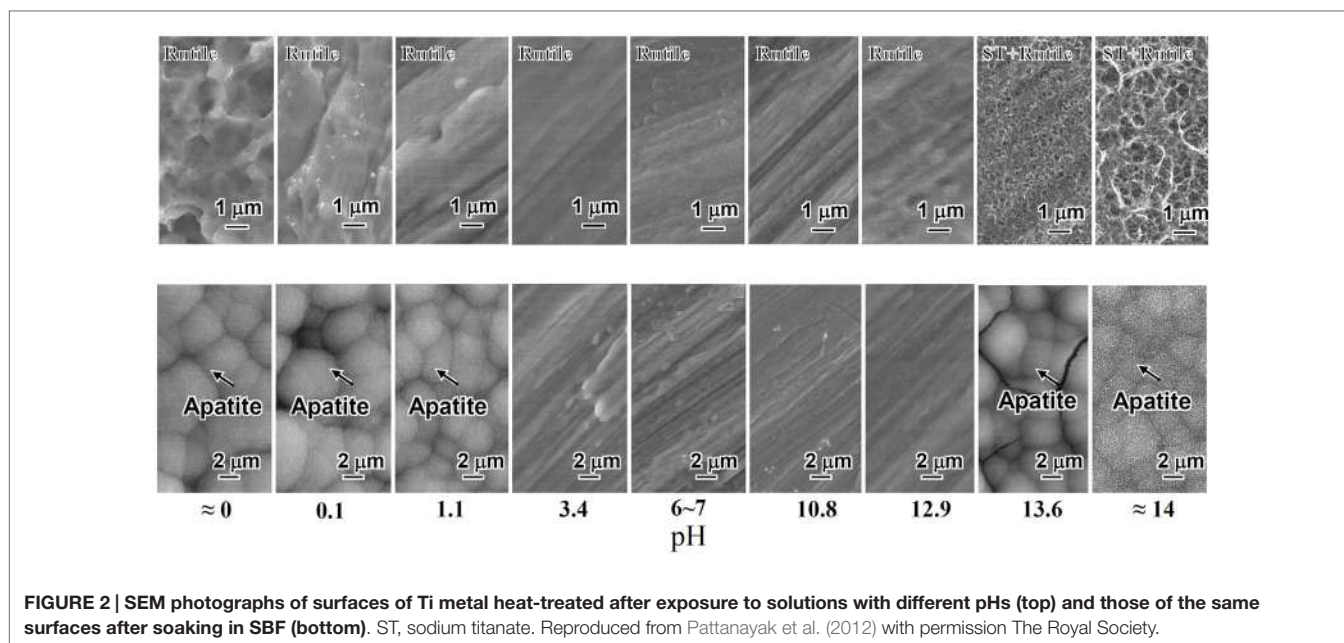 Rutile Rutile Rutile Rutile Rutile Rutile Rutile ST+Rutile ST+Rutile
1 μm 1 μm 1 μm 1 μm 1 μm 1 μm 1 μm 1 μm 1 μm
Apatite Apatite Apatite Apatite Apatite
2 μm 2 μm 2 μm 2 μm 2 μm 2 μm 2 μm 2 μm 2 μm
≈ 0 0.1 1.1 3.4 6~7 10.8 12.9 13.6 ≈ 14
pH
FIGURE 2 | SEM photographs of surfaces of Ti metal heat-treated after exposure to solutions with different pHs (top) and those of the same
surfaces after soaking in SBF (bottom). ST, sodium titanate. Reproduced from Pattanayak et al. (2012) with permission The Royal Society.